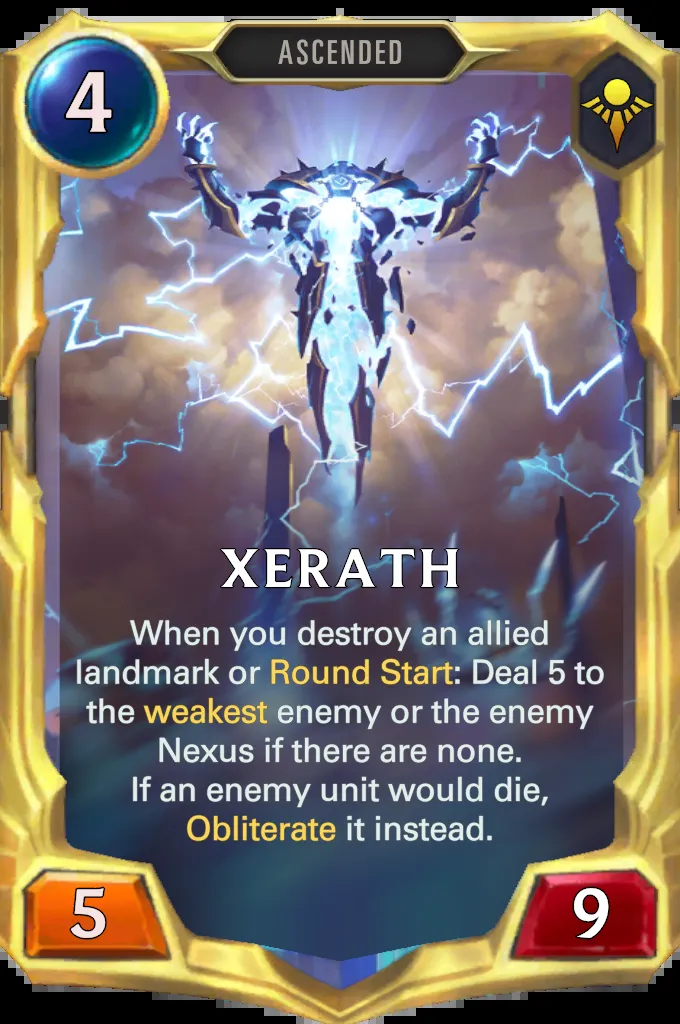 ASCENDED
4
XERATH
When you destroy an allied
landmark or Round Start: Deal 5 to
the weakest enemy or the enemy
Nexus if there are none.
If an enemy unit would die,
Obliterate it instead.
5
9